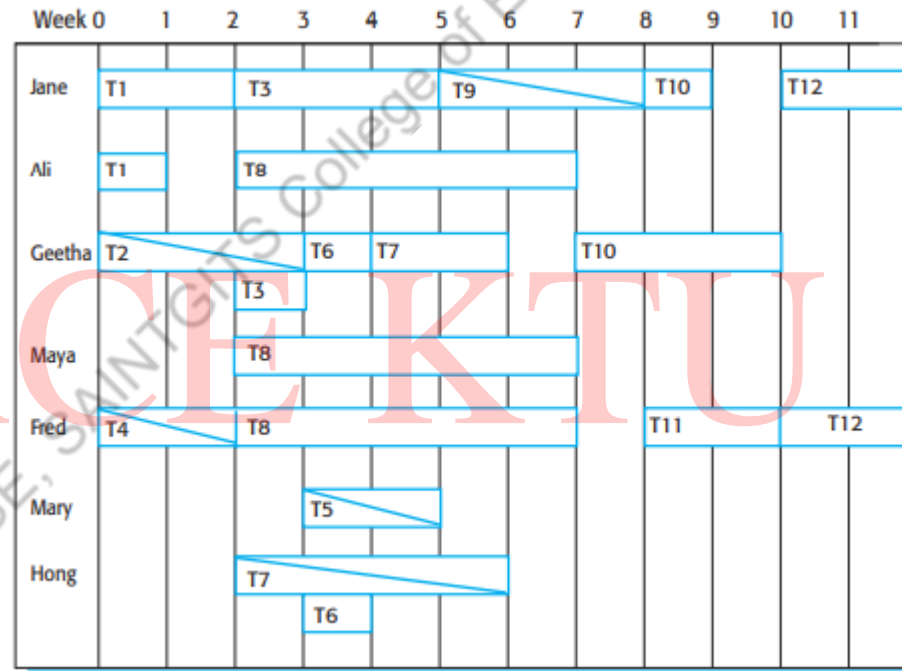 Week 0 1 2 3 4 5 6 7 8 9 10 11
Jane T1 T3 T9 T10 T12
Ali T1 T8
Geetha T2 T6 T7 T10
T3
Maya T8
Fred T4 T8 T11 T12
Mary T5
Hong T7
T6
CE KTU
SE, SAINTGITS College of E